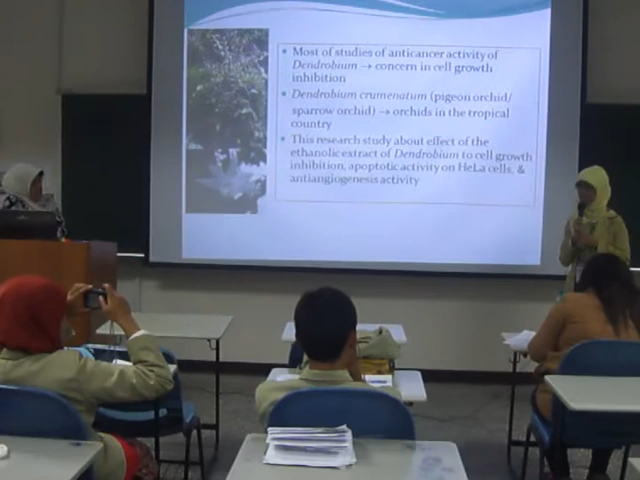 Most of studies of anticancer activity of
Dendrobium → concern in cell growth
inhibition
Dendrobium crumenatum (pigeon orchid/
sparrow orchid) → orchids in the tropical
country
This research study about effect of the
ethanolic extract of Dendrobium to cell growth
inhibition, apoptotic activity on HeLa cells, &
antiangiogenesis activity